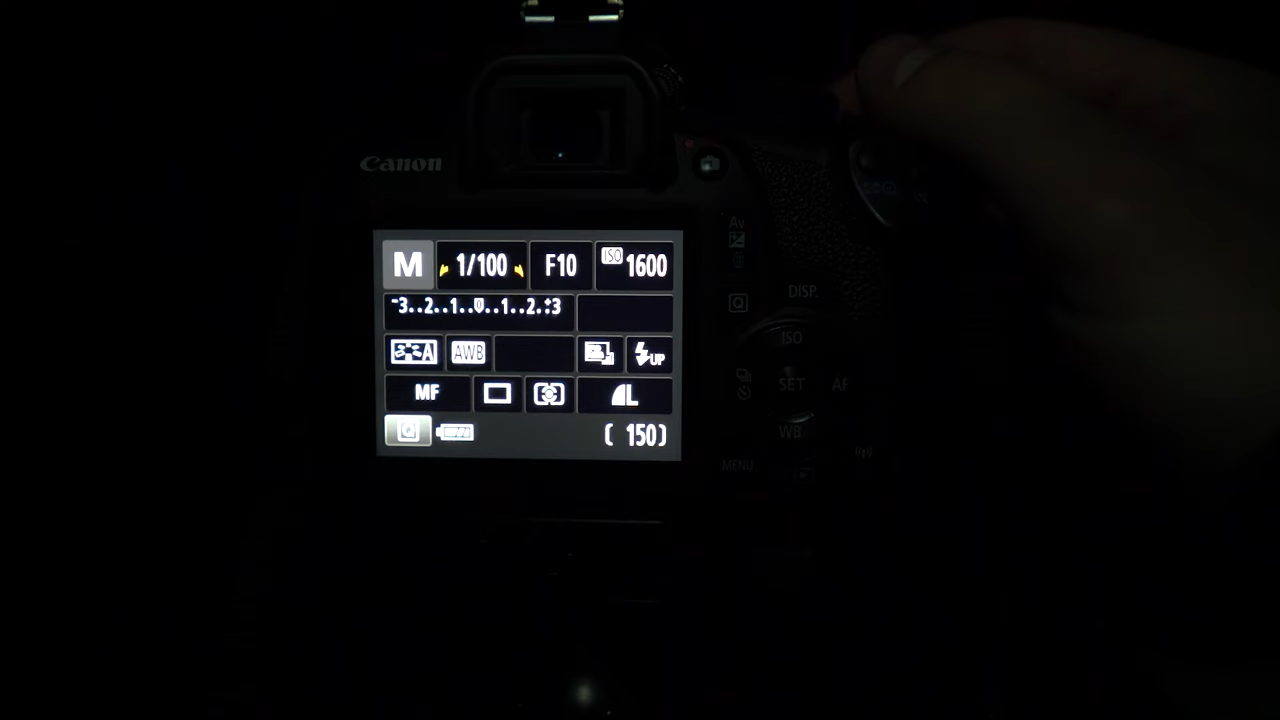 Canon
M 1/100 F10 ISO 1600
-3..2..1..0..1..2.:+3
A AWB UP
MF L
Q [ 150]
Av
Q DISP.
ISO
SET AF
WB
MENU